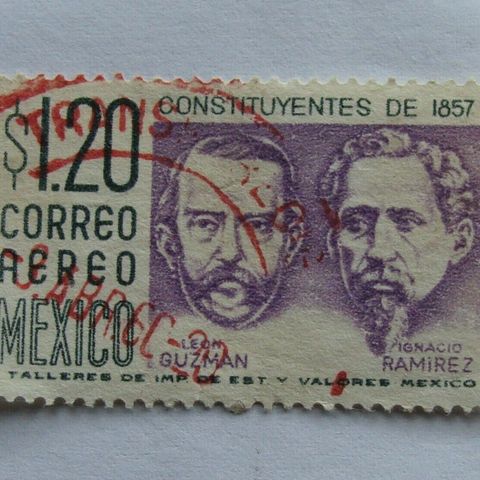 $1.20
CONSTITUYENTES DE 1857
CORREO
AEREO
MEXICO
LEON
GUZMAN
IGNACIO
RAMIREZ
TALLERES DE IMP DE EST Y VALORES MEXICO